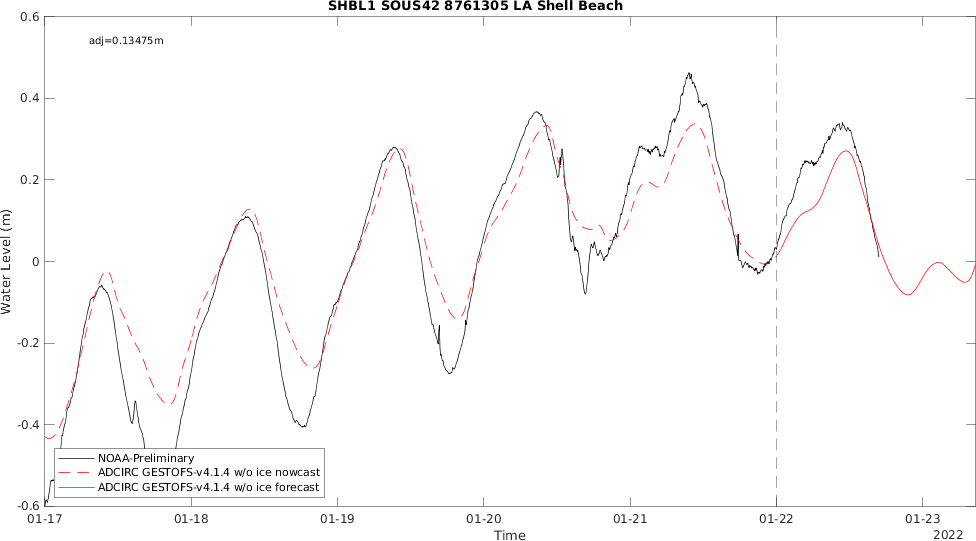 SHBL1 SOUS42 8761305 LA Shell Beach
adj=0.13475m
Water Level (m)
0.6
0.4
0.2
0
-0.2
-0.4
-0.6
NOAA-Preliminary
ADCIRC GESTOFS-v4.1.4 w/o ice nowcast
ADCIRC GESTOFS-v4.1.4 w/o ice forecast
01-17 01-18 01-19 01-20 01-21 01-22 01-23
Time
2022